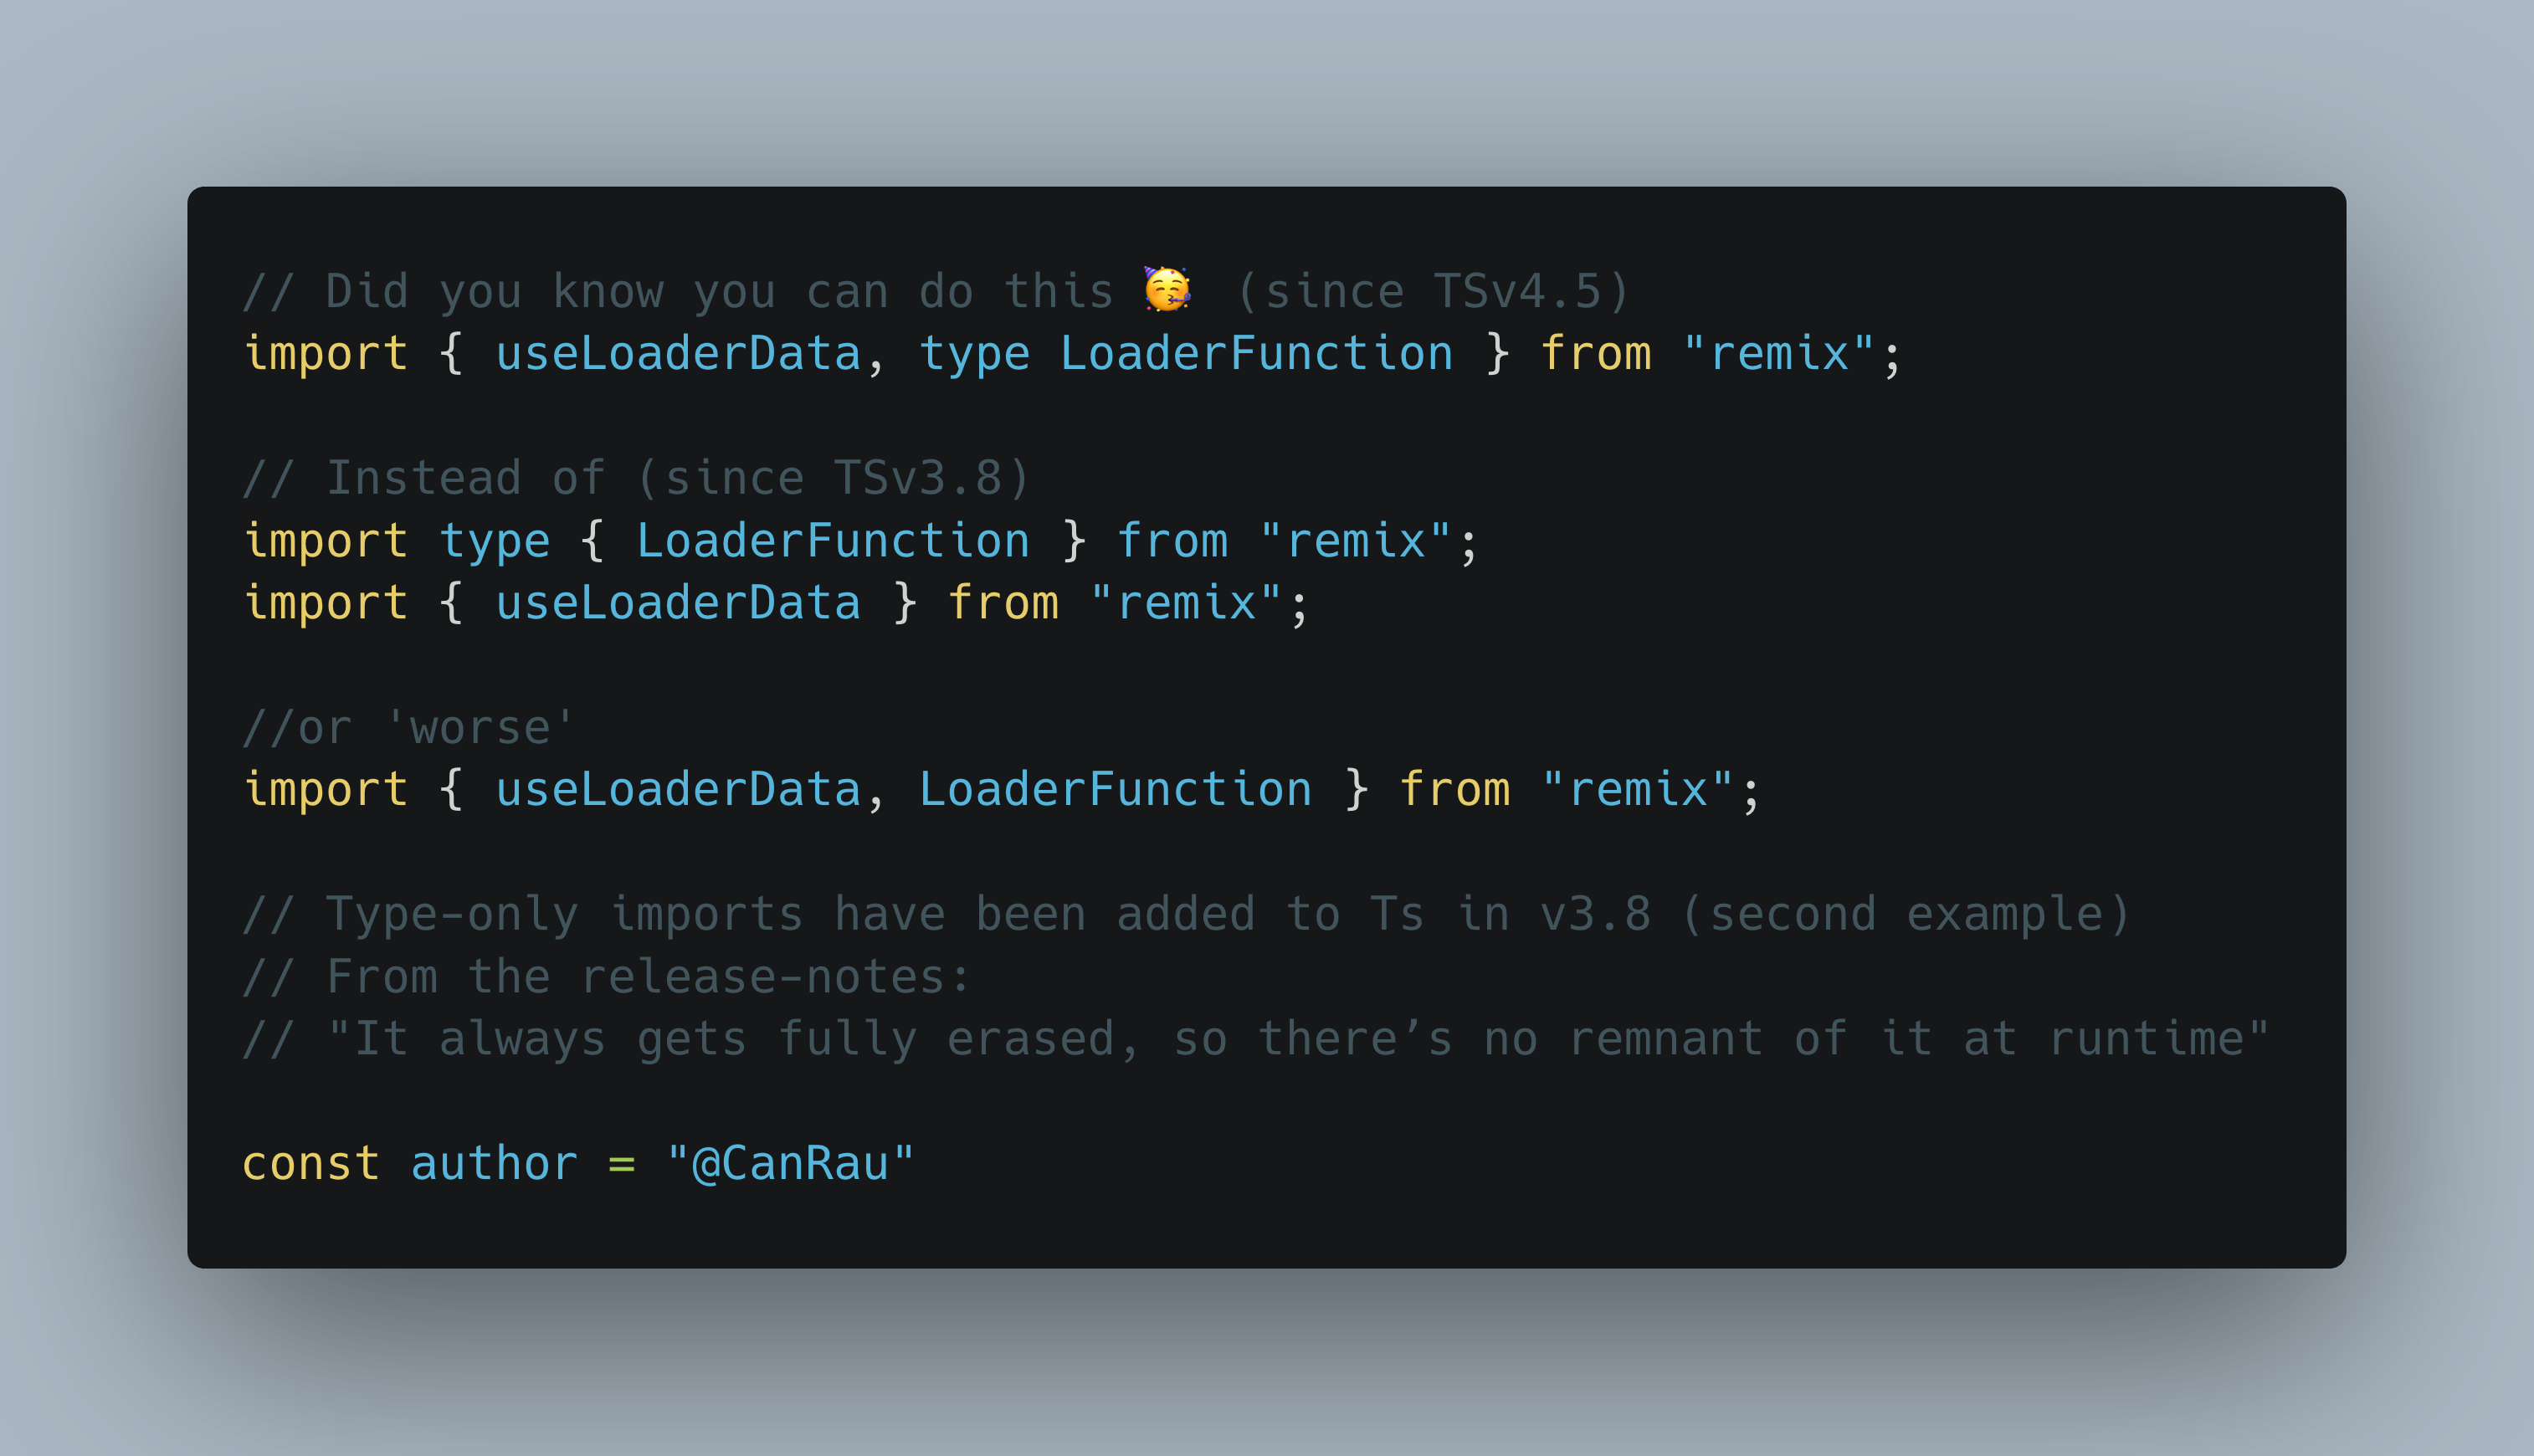 // Did you know you can do this 🥳 (since TSv4.5)
import { useLoaderData, type LoaderFunction } from "remix";
// Instead of (since TSv3.8)
import type { LoaderFunction } from "remix";
import { useLoaderData } from "remix";
//or 'worse'
import { useLoaderData, LoaderFunction } from "remix";
// Type-only imports have been added to Ts in v3.8 (second example)
// From the release-notes:
// "It always gets fully erased, so there’s no remnant of it at runtime"
const author = "@CanRau"